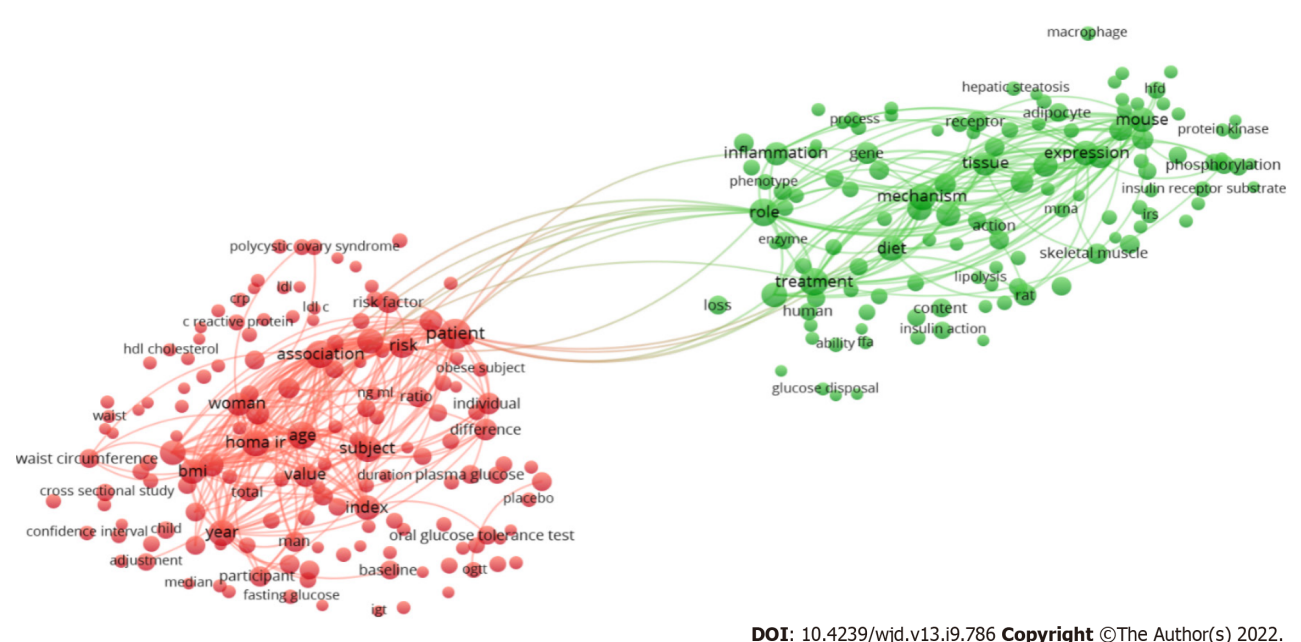 macrophage
hepatic steatosis
hfd
process
receptor
adipocyte
mouse
protein kinase
inflammation
gene
tissue
expression
phosphorylation
phenotype
mechanism
insulin receptor substrate
role
mrna
irs
enzyme
action
diet
skeletal muscle
treatment
lipolysis
rat
loss
human
content
insulin action
ability
ffa
glucose disposal
polycystic ovary syndrome
ldl
crp
ldl c
risk factor
c reactive protein
patient
hdl cholesterol
association
risk
obese subject
ng ml
ratio
woman
individual
waist
difference
homa ir
age
subject
waist circumference
bmi
value
duration
plasma glucose
cross sectional study
total
placebo
index
confidence interval
child
year
man
oral glucose tolerance test
adjustment
median
participant
baseline
ogtt
fasting glucose
igt
DOI: 10.4239/wjd.v13.i9.786 Copyright ©The Author(s) 2022.